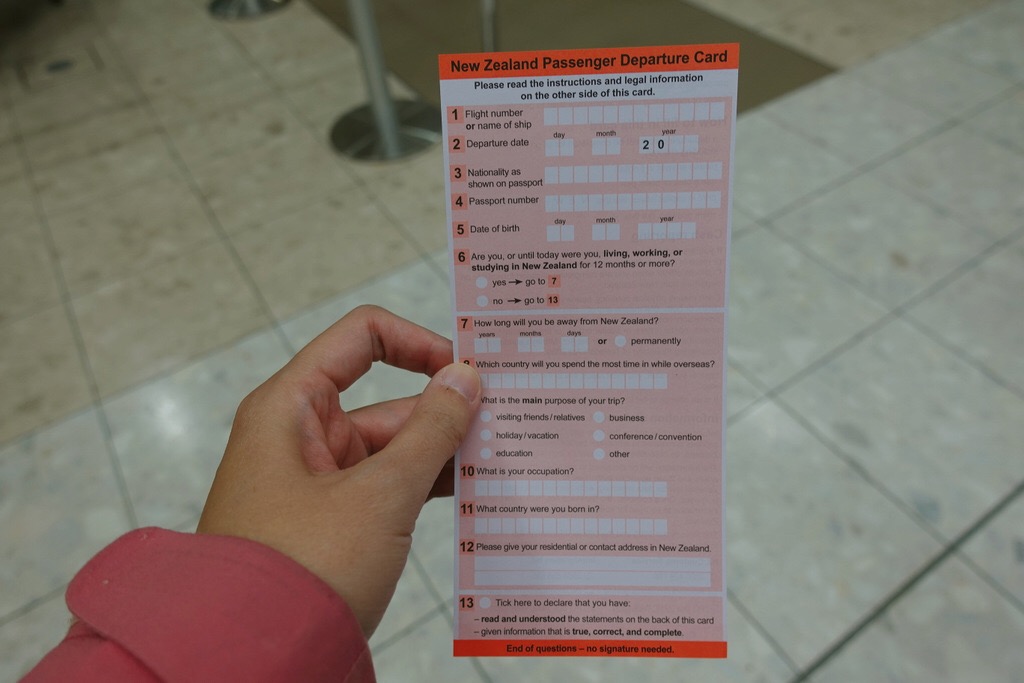 New Zealand Passenger Departure Card
Please read the instructions and legal information
on the other side of this card.
1 Flight number
or name of ship
day month year
2 Departure date 2 0
3 Nationality as
shown on passport
4 Passport number
day month year
5 Date of birth
6 Are you, or until today were you, living, working, or
studying in New Zealand for 12 months or more?
yes → go to 7
no → go to 13
7 How long will you be away from New Zealand?
years months days
or permanently
Which country will you spend the most time in while overseas?
What is the main purpose of your trip?
visiting friends/relatives business
holiday/vacation conference/convention
education other
10 What is your occupation?
11 What country were you born in?
12 Please give your residential or contact address in New Zealand.
13 Tick here to declare that you have:
– read and understood the statements on the back of this card
– given information that is true, correct, and complete.
End of questions – no signature needed.